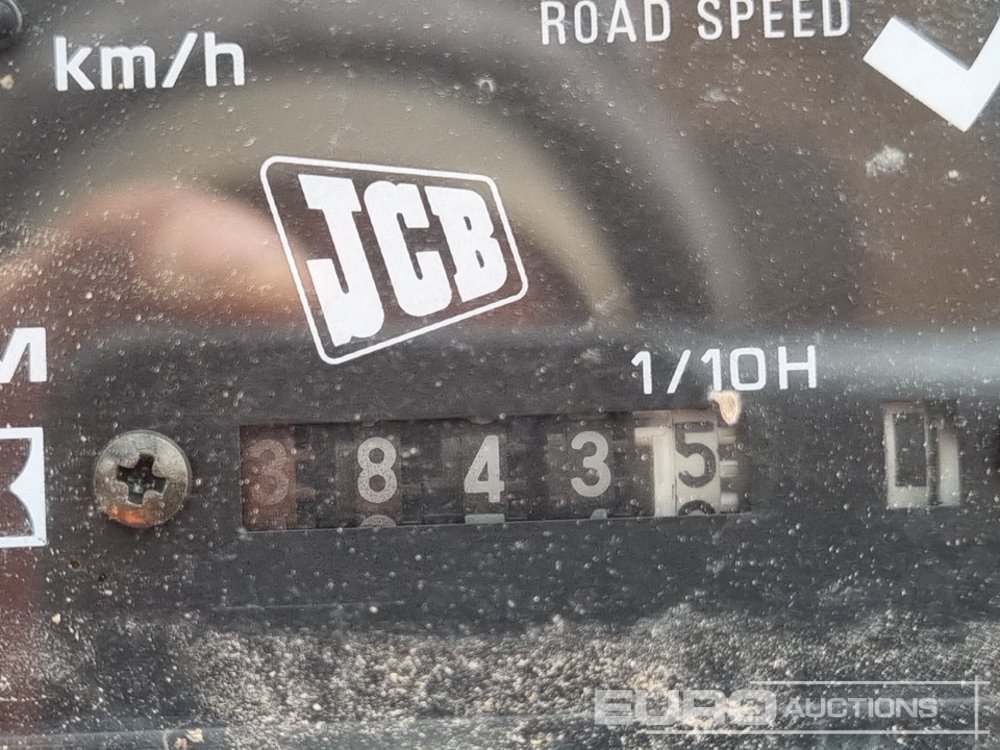 ROAD SPEED
km/h
JCB
1/10H
M
3 8 4 3 5
EURO AUCTIONS